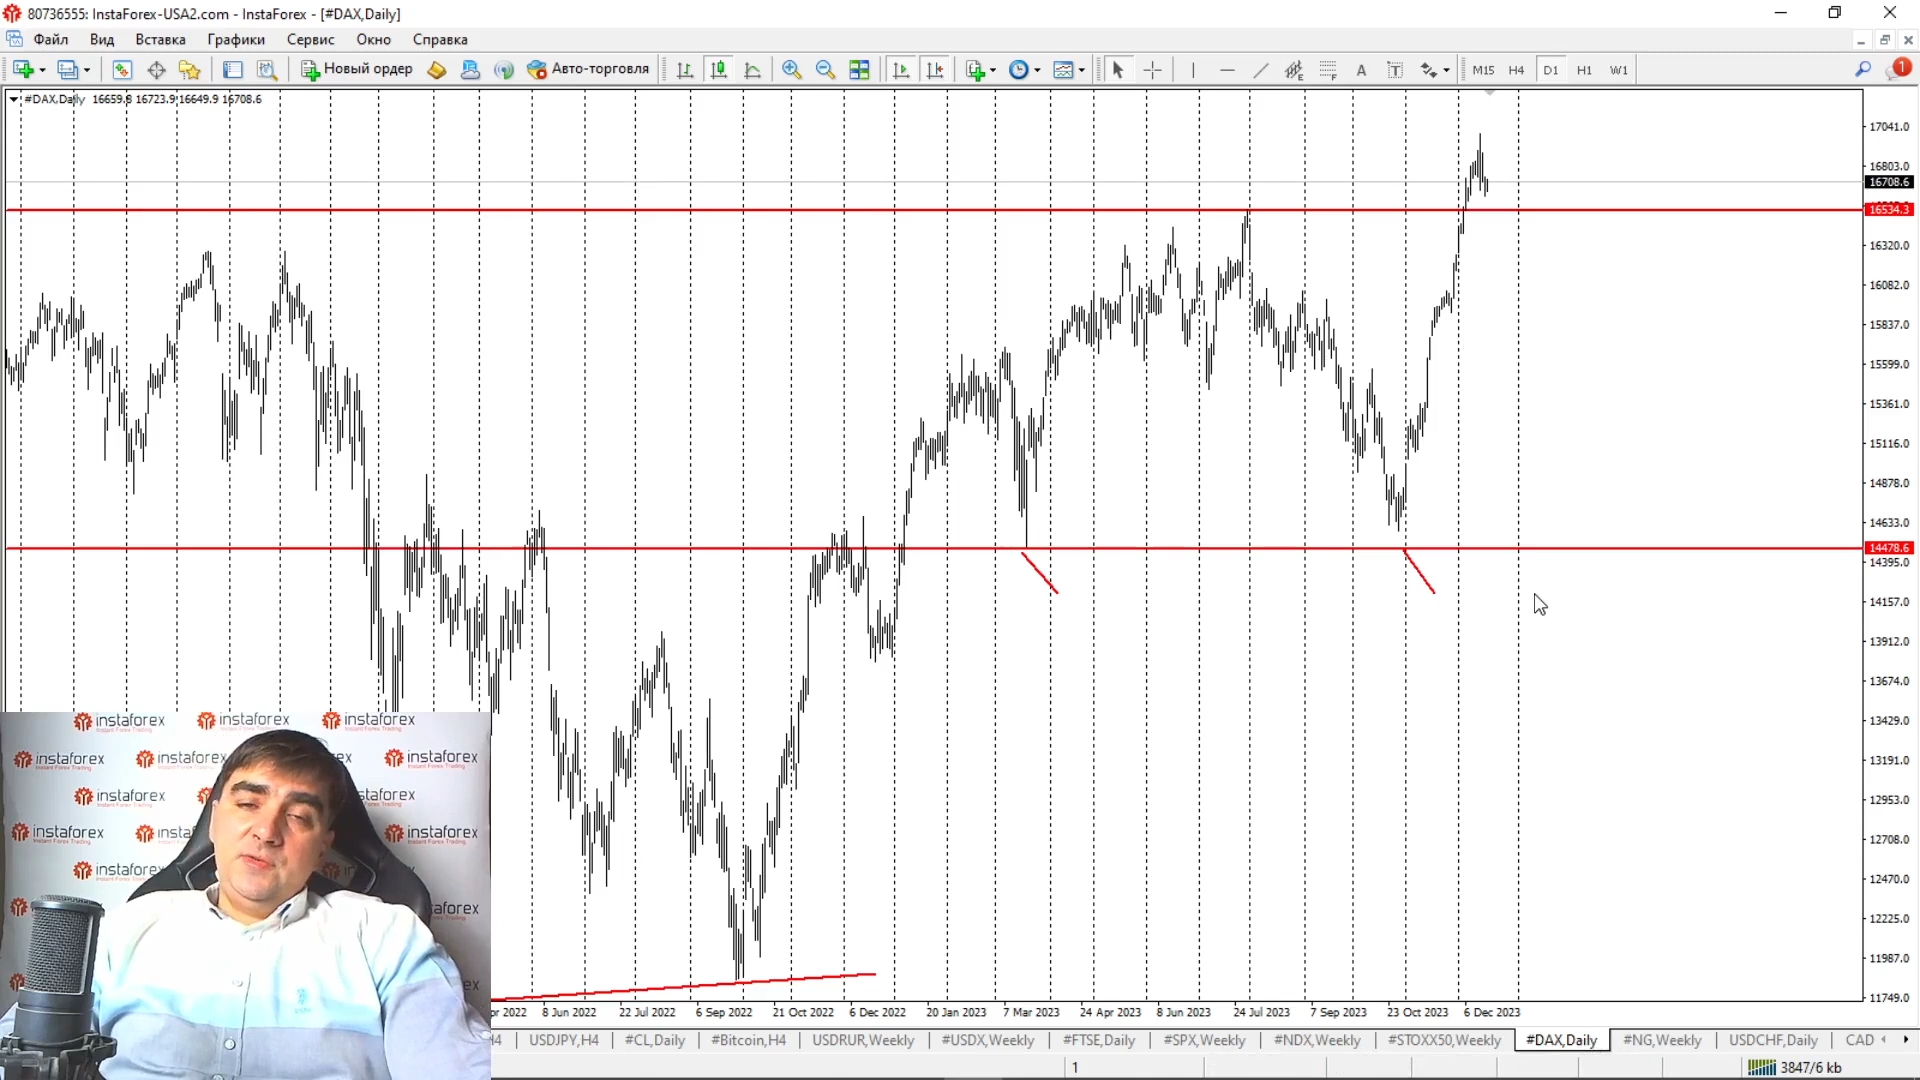 80736555: InstaForex-USA2.com - InstaForex - [#DAX,Daily]
Файл Вид Вставка Графики Сервис Окно Справка
Новый ордер Авто-торговля A T M15 H4 D1 H1 W1 1
#DAX,Daily 16659.8 16723.9 16649.9 16708.6
17041.0
16803.0
16708.6
16534.3
16320.0
16082.0
15837.0
15599.0
15361.0
15116.0
14878.0
14633.0
14478.6
14395.0
14157.0
13912.0
13674.0
13429.0
13191.0
12953.0
12708.0
12470.0
12225.0
11987.0
11749.0
instaforex instaforex instaforex
instaforex instaforex instaforex
Instant Forex Trading
instaforex
instaforex instaforex
instaforex
8 Jun 2022 22 Jul 2022 6 Sep 2022 21 Oct 2022 6 Dec 2022 20 Jan 2023 7 Mar 2023 24 Apr 2023 8 Jun 2023 24 Jul 2023 7 Sep 2023 23 Oct 2023 6 Dec 2023
USDJPY,H4 #CL,Daily #Bitcoin,H4 USDRUR,Weekly #USDX,Weekly #FTSE,Daily #SPX,Weekly #NDX,Weekly #STOXX50,Weekly #DAX,Daily #NG,Weekly USDCHF,Daily CAD
1 3847/6 kb